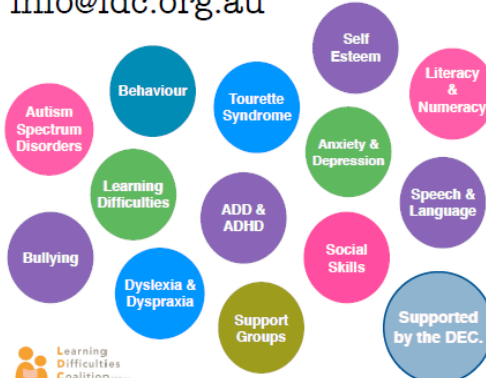 info@ldc.org.au
Self
Esteem
Behaviour
Tourette
Syndrome
Literacy
&
Numeracy
Autism
Spectrum
Disorders
Anxiety &
Depression
Learning
Difficulties
ADD &
ADHD
Speech &
Language
Bullying
Social
Skills
Dyslexia &
Dyspraxia
Support
Groups
Supported
by the DEC.
Learning
Difficulties
Coalition